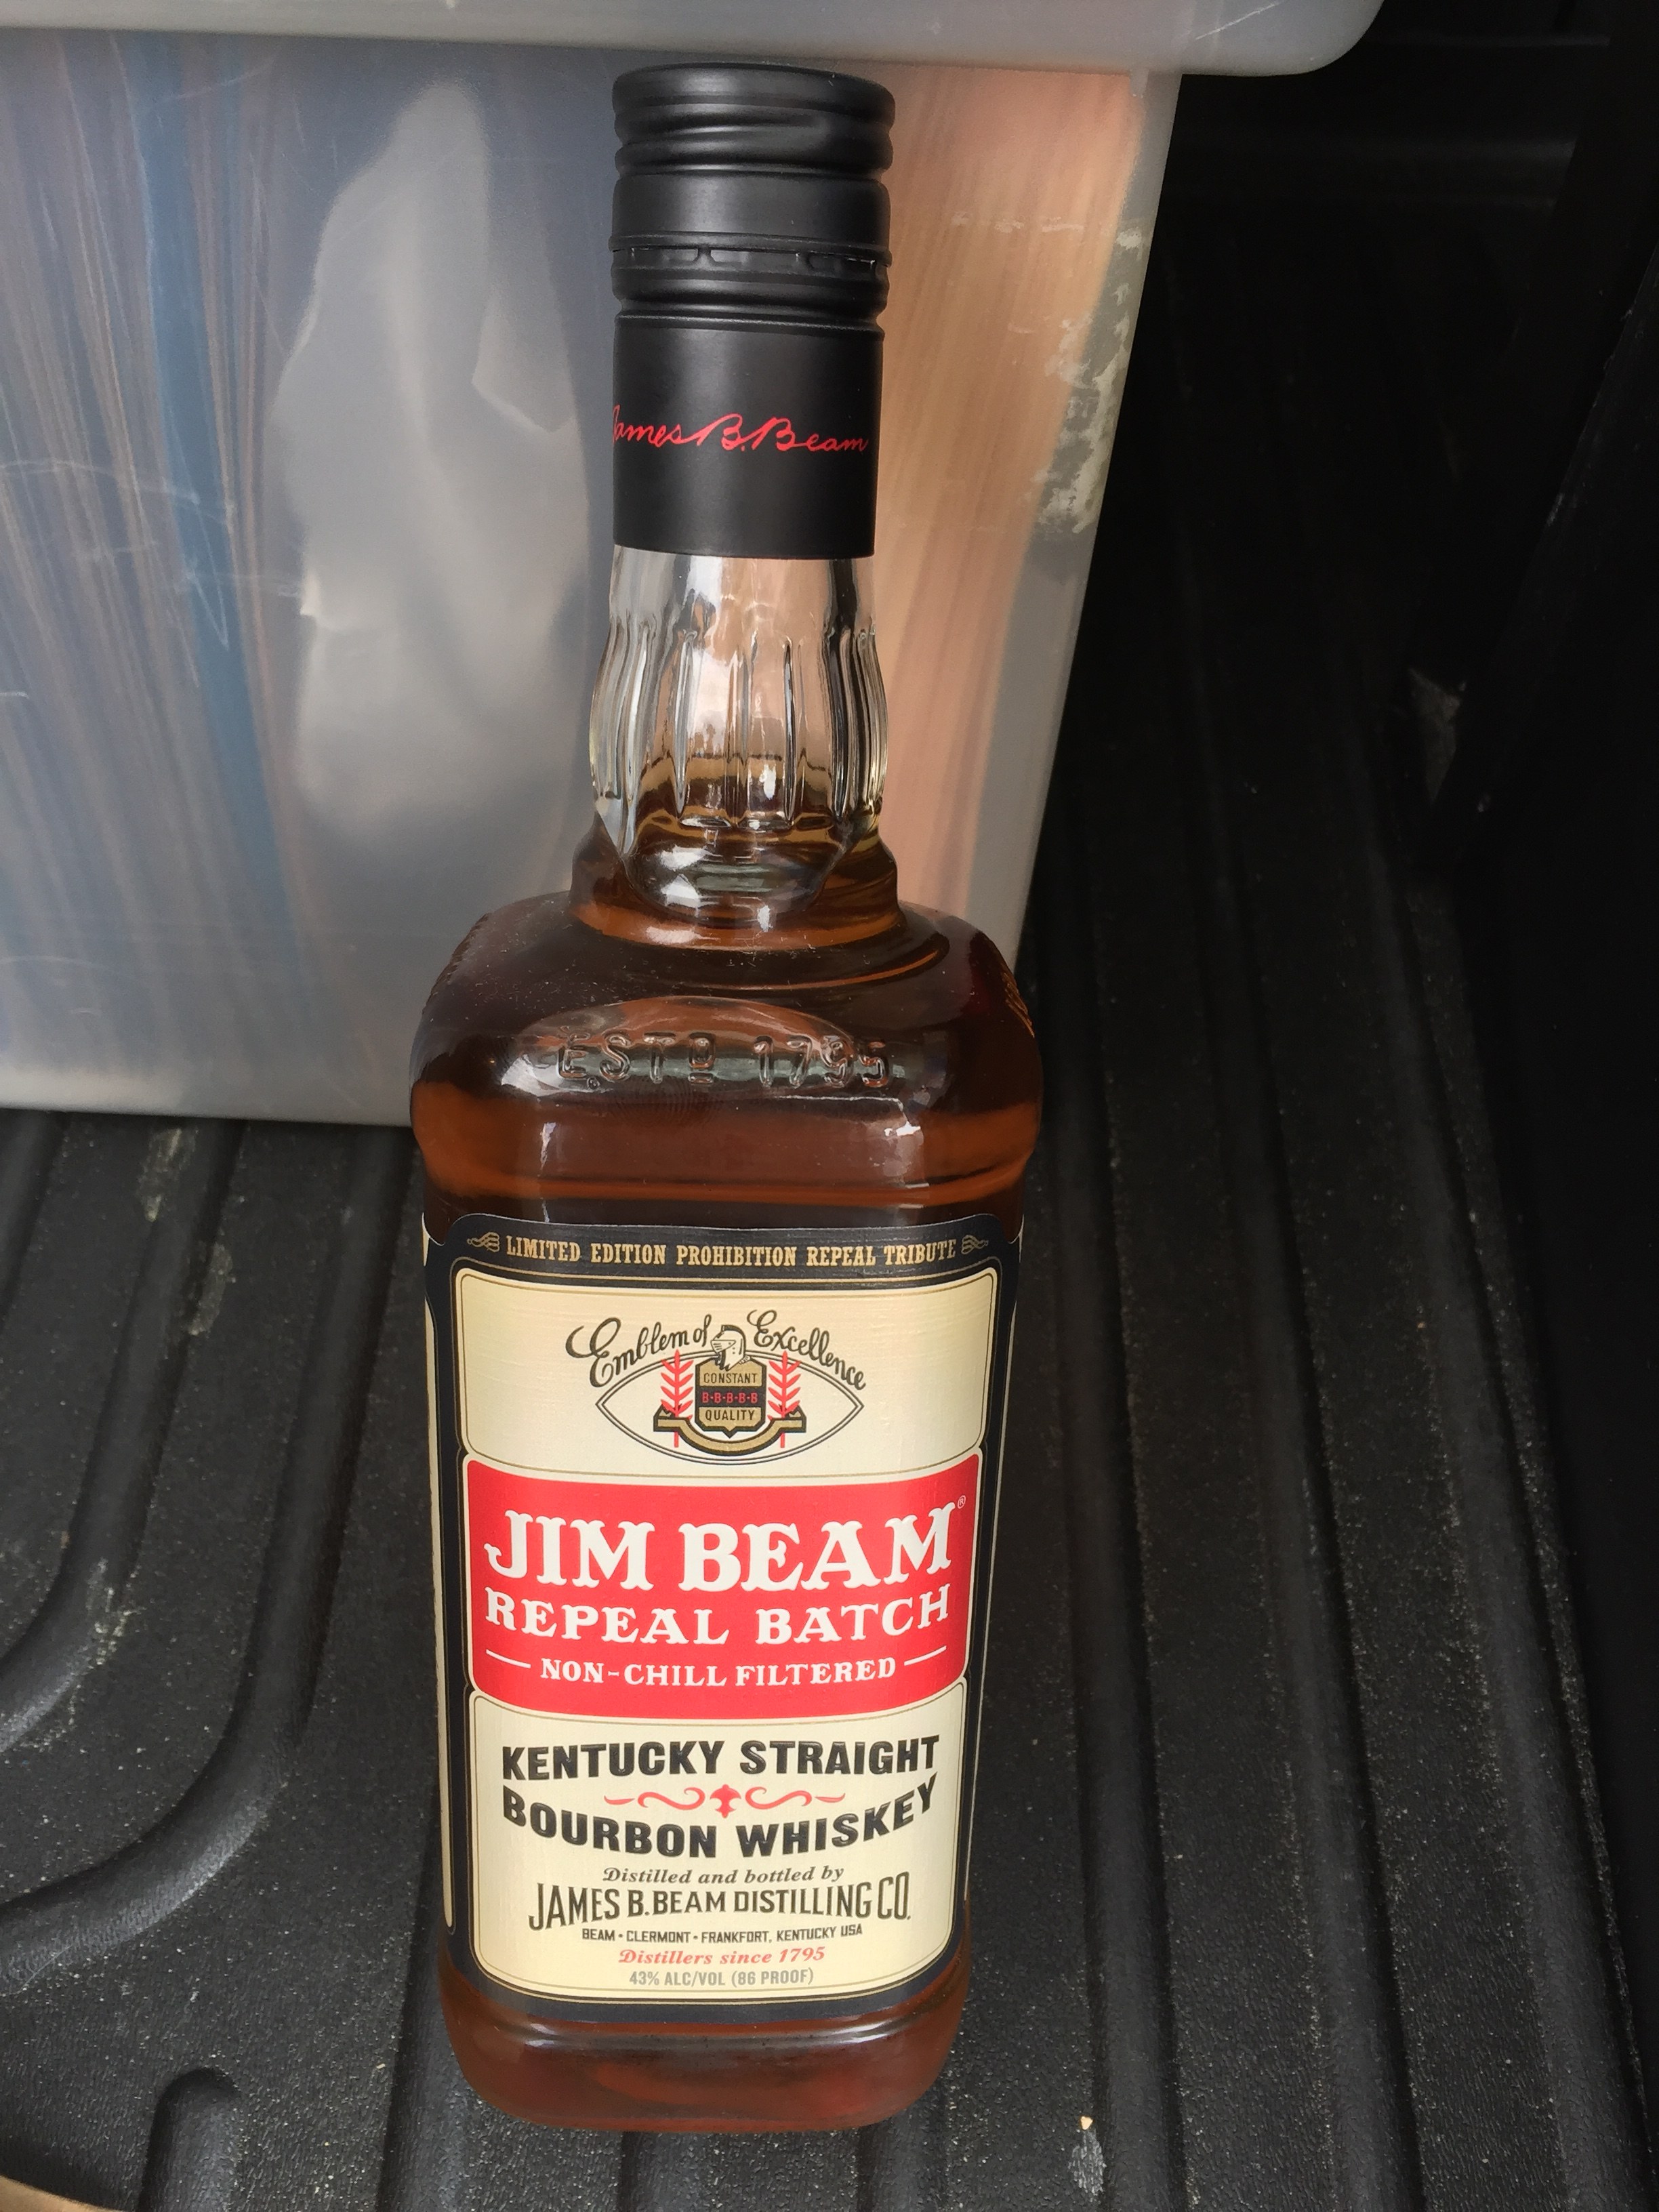 James B. Beam
ESTD 1795
LIMITED EDITION PROHIBITION REPEAL TRIBUTE
Emblem of Excellence
CONSTANT
B·B·B·B·B
QUALITY
JIM BEAM®
REPEAL BATCH
NON-CHILL FILTERED
KENTUCKY STRAIGHT
BOURBON WHISKEY
Distilled and bottled by
JAMES B. BEAM DISTILLING CO.
BEAM • CLERMONT • FRANKFORT, KENTUCKY USA
Distillers since 1795
43% ALC/VOL (86 PROOF)